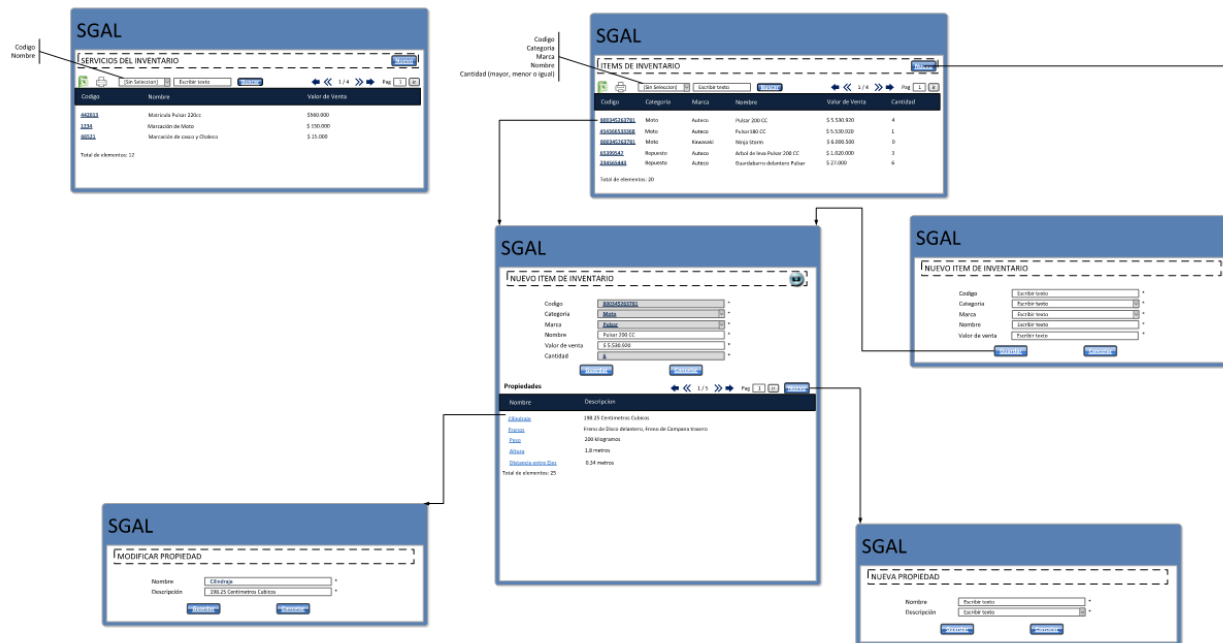 SGAL
Codigo
Nombre
SERVICIOS DEL INVENTARIO
Nuevo
(Sin Seleccion) Escribir texto Buscar 1 / 4 Pag 1 Ir
Codigo Nombre Valor de Venta
442013 Matricula Pulsar 220cc $560.000
1234 Marcación de Moto $ 150.000
66521 Marcación de casco y Chaleco $ 15.000
Total de elementos: 12
SGAL
Codigo
Categoria
Marca
Nombre
Cantidad (mayor, menor o igual)
ITEMS DE INVENTARIO
(Sin Seleccion) Escribir texto Buscar 1 / 4 Pag 1 Ir
Codigo Categoria Marca Nombre Valor de Venta Cantidad
800345263781 Moto Auteco Pulsar 200 CC $ 5.530.920 4
Moto Auteco Pulsar180 CC $ 5.530.920 1
800345263781 Moto Kawasaki Ninja Storm 0
65399542 Repuesto Auteco Arbol de leva Pulsar 200 CC $ 1.020.000 3
Repuesto Auteco Guardabarro delantero Pulsar $ 27.000 6
Total de elementos: 20
SGAL
NUEVO ITEM DE INVENTARIO
Codigo 800345263781 *
Categoria Moto *
Marca Pulsar *
Nombre Pulsar 200 CC *
Valor de venta $ 5.530.920 *
Cantidad *
Guardar Cancelar
Propiedades 1 / 5 Pag 1 Ir Nuevo
Nombre Descripcion
Cilindraje 198.25 Centimetros Cubicos
Frenos Freno de Disco delantero, Freno de Campana trasero
Peso 200 kilogramos
Altura 1.8 metros
Distancia entre Ejes 0.34 metros
Total de elementos: 25
SGAL
NUEVO ITEM DE INVENTARIO
Codigo Escribir texto *
Categoria Escribir texto *
Marca Escribir texto *
Nombre Escribir texto *
Valor de venta Escribir texto *
Guardar Cancelar
SGAL
MODIFICAR PROPIEDAD
Nombre Cilindraje *
Descripción 198.25 Centimetros Cubicos *
Guardar Cancelar
SGAL
NUEVA PROPIEDAD
Nombre Escribir texto *
Descripción Escribir texto *